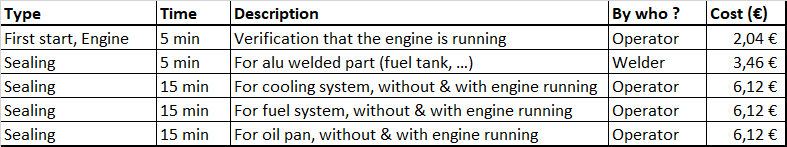 Type Time Description By who ? Cost (€)
First start, Engine 5 min Verification that the engine is running Operator 2,04 €
Sealing 5 min For alu welded part (fuel tank, …) Welder 3,46 €
Sealing 15 min For cooling system, without & with engine running Operator 6,12 €
Sealing 15 min For fuel system, without & with engine running Operator 6,12 €
Sealing 15 min For oil pan, without & with engine running Operator 6,12 €